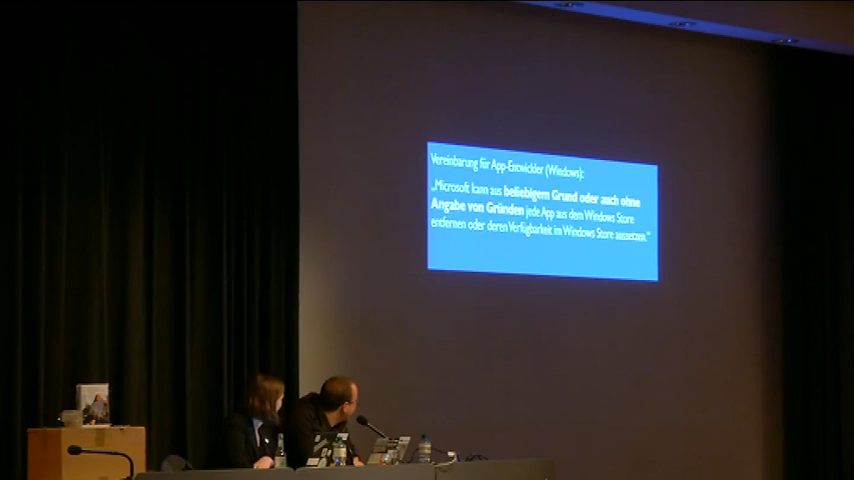 Vereinbarung für App-Entwickler (Windows):
„Microsoft kann aus beliebigem Grund oder auch ohne
Angabe von Gründen jede App aus dem Windows Store
entfernen oder deren Verfügbarkeit im Windows Store aussetzen.“